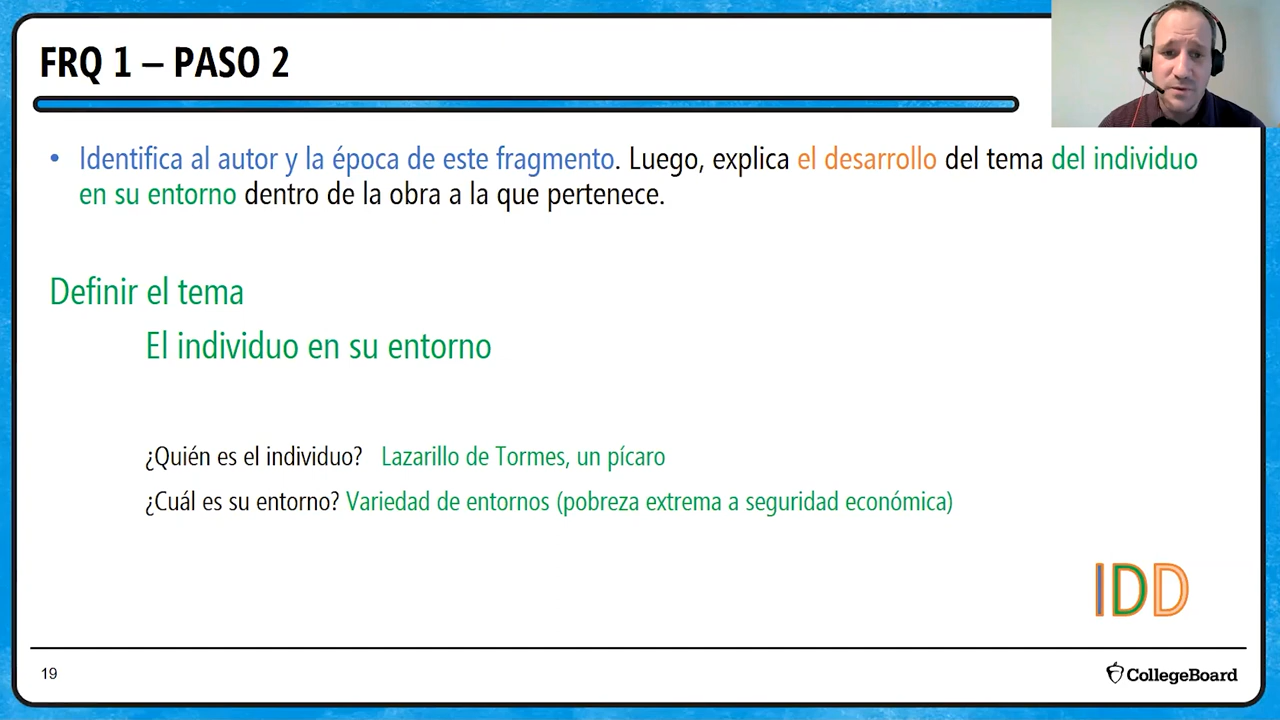 FRQ 1 – PASO 2
• Identifica al autor y la época de este fragmento. Luego, explica el desarrollo del tema del individuo
en su entorno dentro de la obra a la que pertenece.
Definir el tema
El individuo en su entorno
¿Quién es el individuo? Lazarillo de Tormes, un pícaro
¿Cuál es su entorno? Variedad de entornos (pobreza extrema a seguridad económica)
IDD
19
CollegeBoard